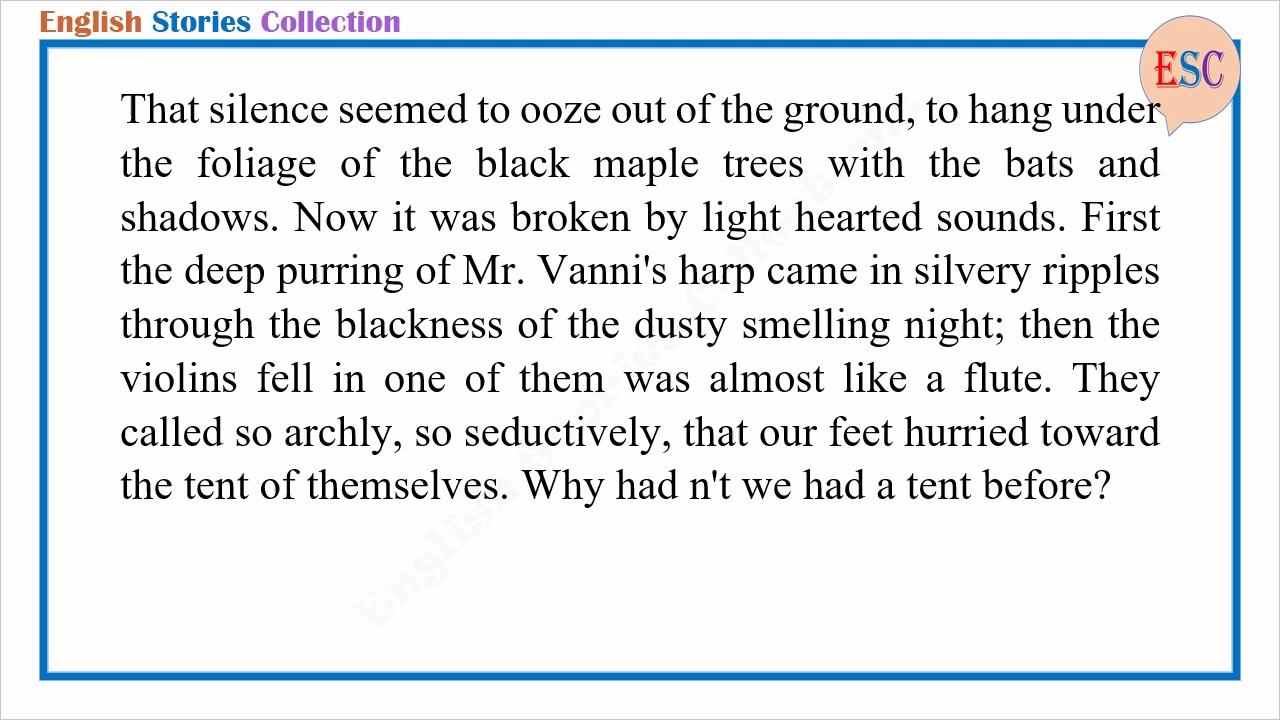 English Stories Collection
ESC
That silence seemed to ooze out of the ground, to hang under
the foliage of the black maple trees with the bats and
shadows. Now it was broken by light hearted sounds. First
the deep purring of Mr. Vanni's harp came in silvery ripples
through the blackness of the dusty smelling night; then the
violins fell in one of them was almost like a flute. They
called so archly, so seductively, that our feet hurried toward
the tent of themselves. Why had n't we had a tent before?
English Stories Collection